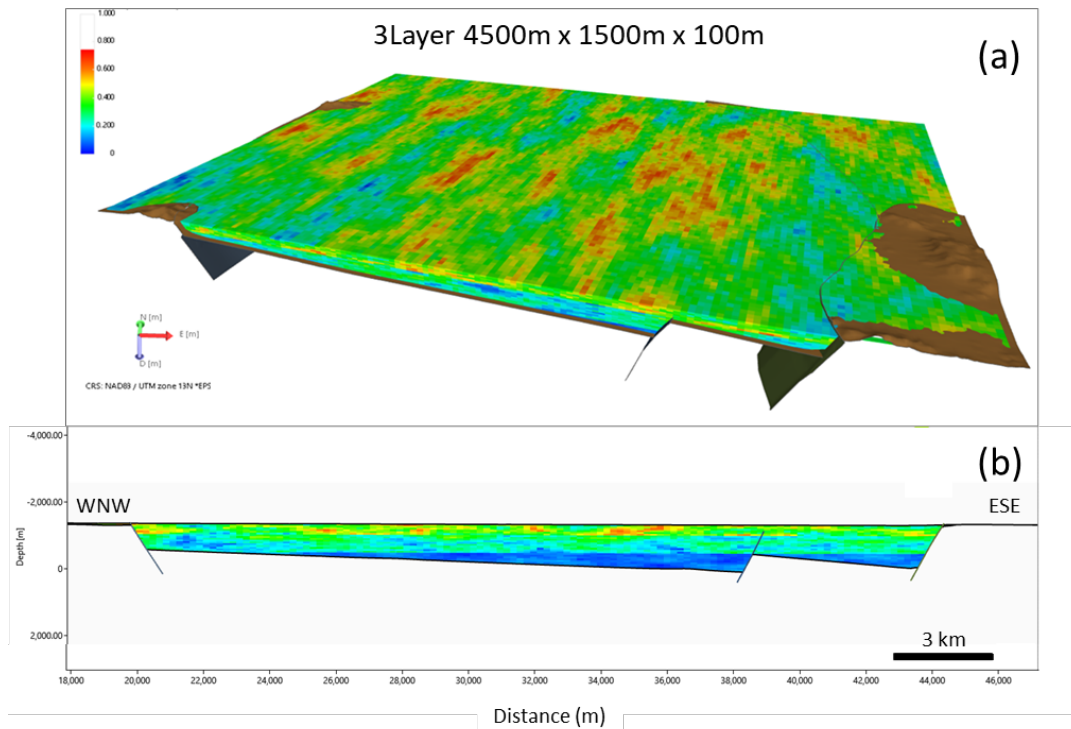 3Layer 4500m x 1500m x 100m
(a)
1.000
0.800
0.600
0.400
0.200
0
N [m]
E [m]
D [m]
CRS: NAD83 / UTM zone 13N *EPS
(b)
-4,000.00
-2,000.00
0
2,000.00
Depth [m]
WNW
ESE
3 km
18,000 20,000 22,000 24,000 26,000 28,000 30,000 32,000 34,000 36,000 38,000 40,000 42,000 44,000 46,000
Distance (m)